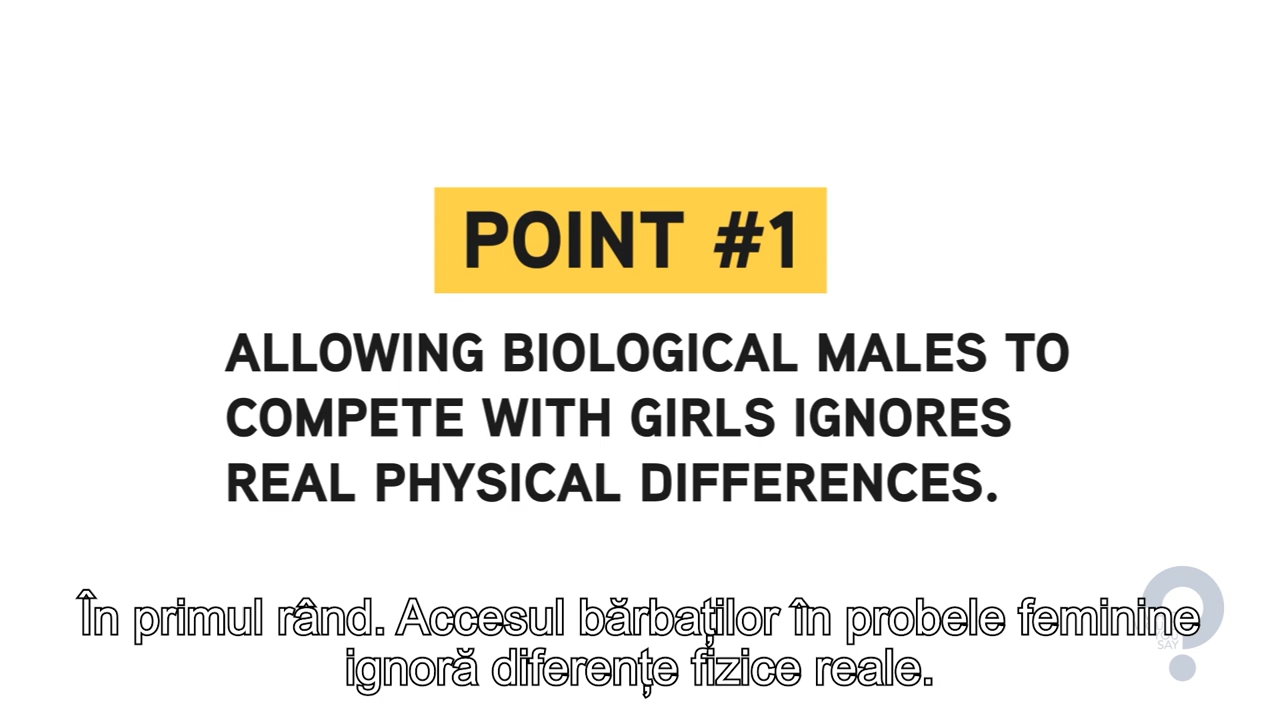 POINT #1
ALLOWING BIOLOGICAL MALES TO
COMPETE WITH GIRLS IGNORES
REAL PHYSICAL DIFFERENCES.
În primul rând. Accesul bărbaților în probele feminine
ignoră diferențe fizice reale.
SAY